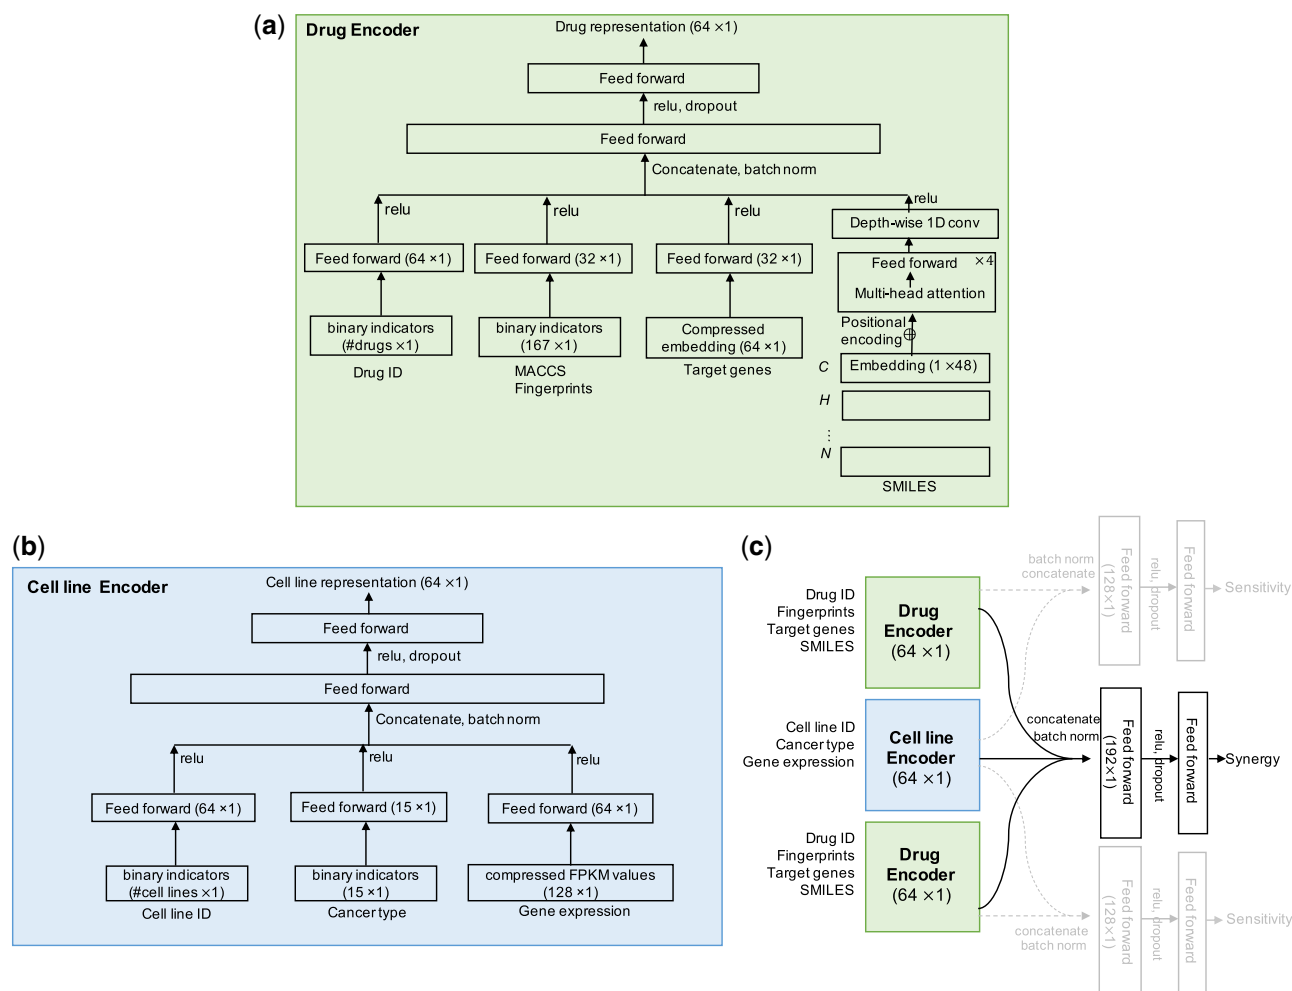 (a)
Drug Encoder
Drug representation (64 ×1)
Feed forward
relu, dropout
Feed forward
Concatenate, batch norm
relu
relu
relu
relu
Depth-wise 1D conv
Feed forward (64 ×1)
Feed forward (32 ×1)
Feed forward (32 ×1)
Feed forward ×4
Multi-head attention
binary indicators
(#drugs ×1)
Drug ID
binary indicators
(167 ×1)
MACCS
Fingerprints
Compressed
embedding (64 ×1)
Target genes
Positional
encoding
C
Embedding (1 ×48)
H
⋮
N
SMILES
(b)
Cell line Encoder
Cell line representation (64 ×1)
Feed forward
relu, dropout
Feed forward
Concatenate, batch norm
relu
relu
relu
Feed forward (64 ×1)
Feed forward (15 ×1)
Feed forward (64 ×1)
binary indicators
(#cell lines ×1)
Cell line ID
binary indicators
(15 ×1)
Cancer type
compressed FPKM values
(128 ×1)
Gene expression
(c)
Drug ID
Fingerprints
Target genes
SMILES
Drug
Encoder
(64 ×1)
batch norm
concatenate
Feed forward
(128×1)
relu, dropout
Feed forward
Sensitivity
Cell line ID
Cancer type
Gene expression
Cell line
Encoder
(64 ×1)
concatenate
batch norm
Feed forward
(192×1)
relu, dropout
Feed forward
Synergy
Drug ID
Fingerprints
Target genes
SMILES
Drug
Encoder
(64 ×1)
concatenate
batch norm
Feed forward
(128×1)
relu, dropout
Feed forward
Sensitivity